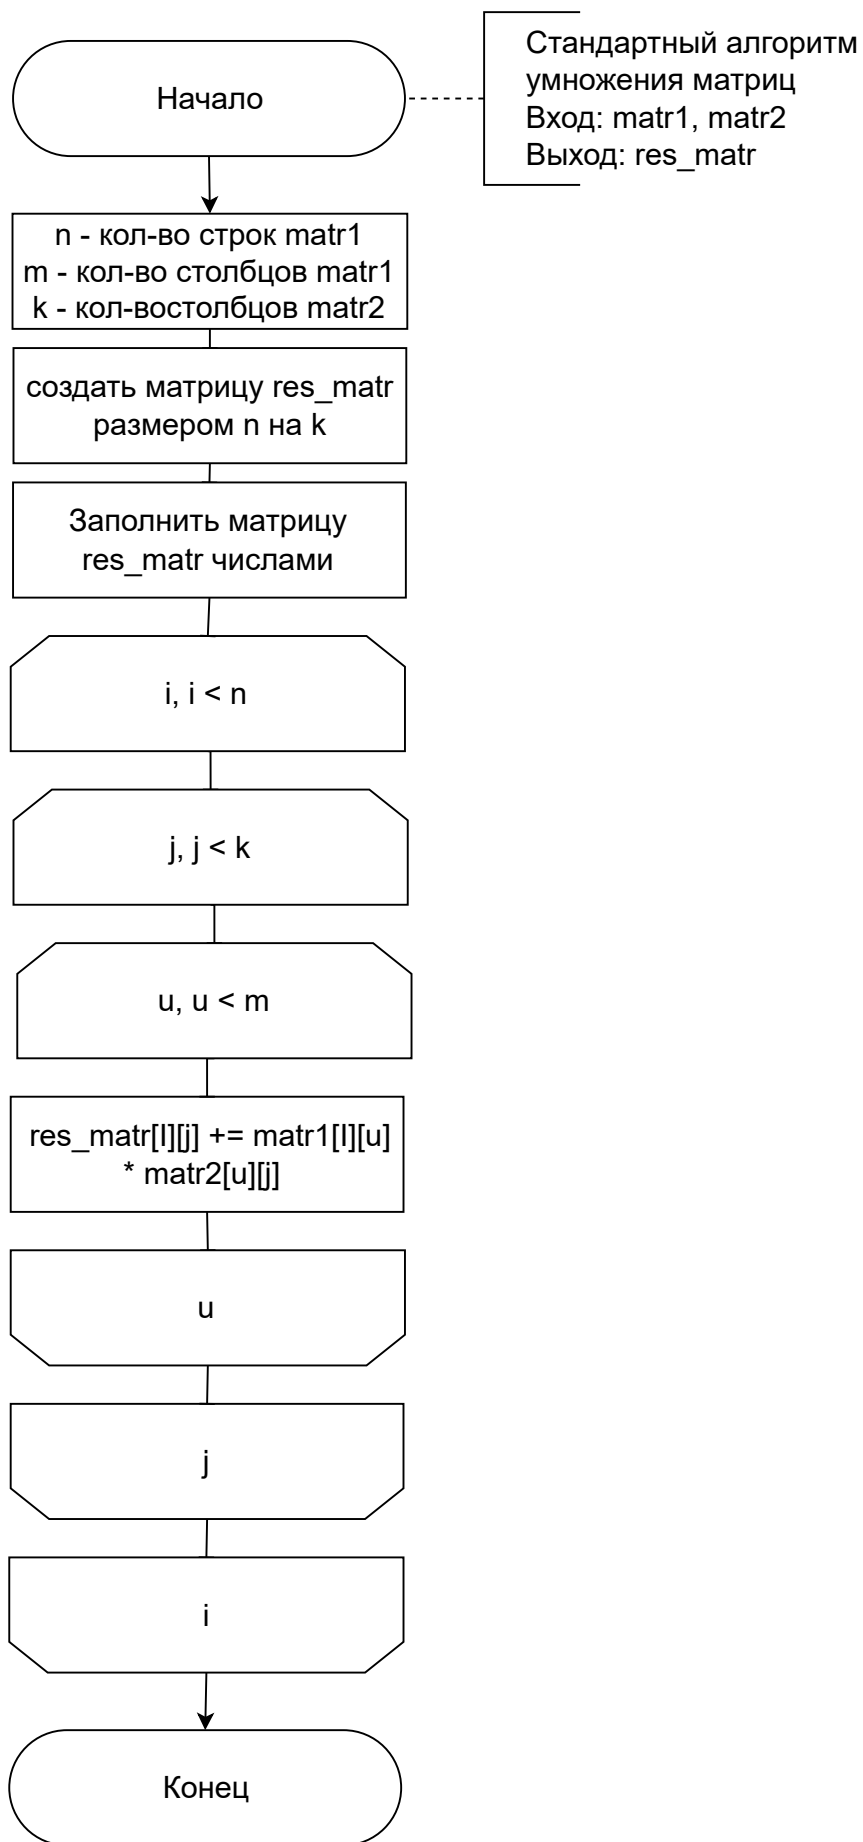 Начало
Стандартный алгоритм
умножения матриц
Вход: matr1, matr2
Выход: res_matr
n - кол-во строк matr1
m - кол-во столбцов matr1
k - кол-востолбцов matr2
создать матрицу res_matr
размером n на k
Заполнить матрицу
res_matr числами
i, i < n
j, j < k
u, u < m
res_matr[I][j] += matr1[I][u]
* matr2[u][j]
u
j
i
Конец